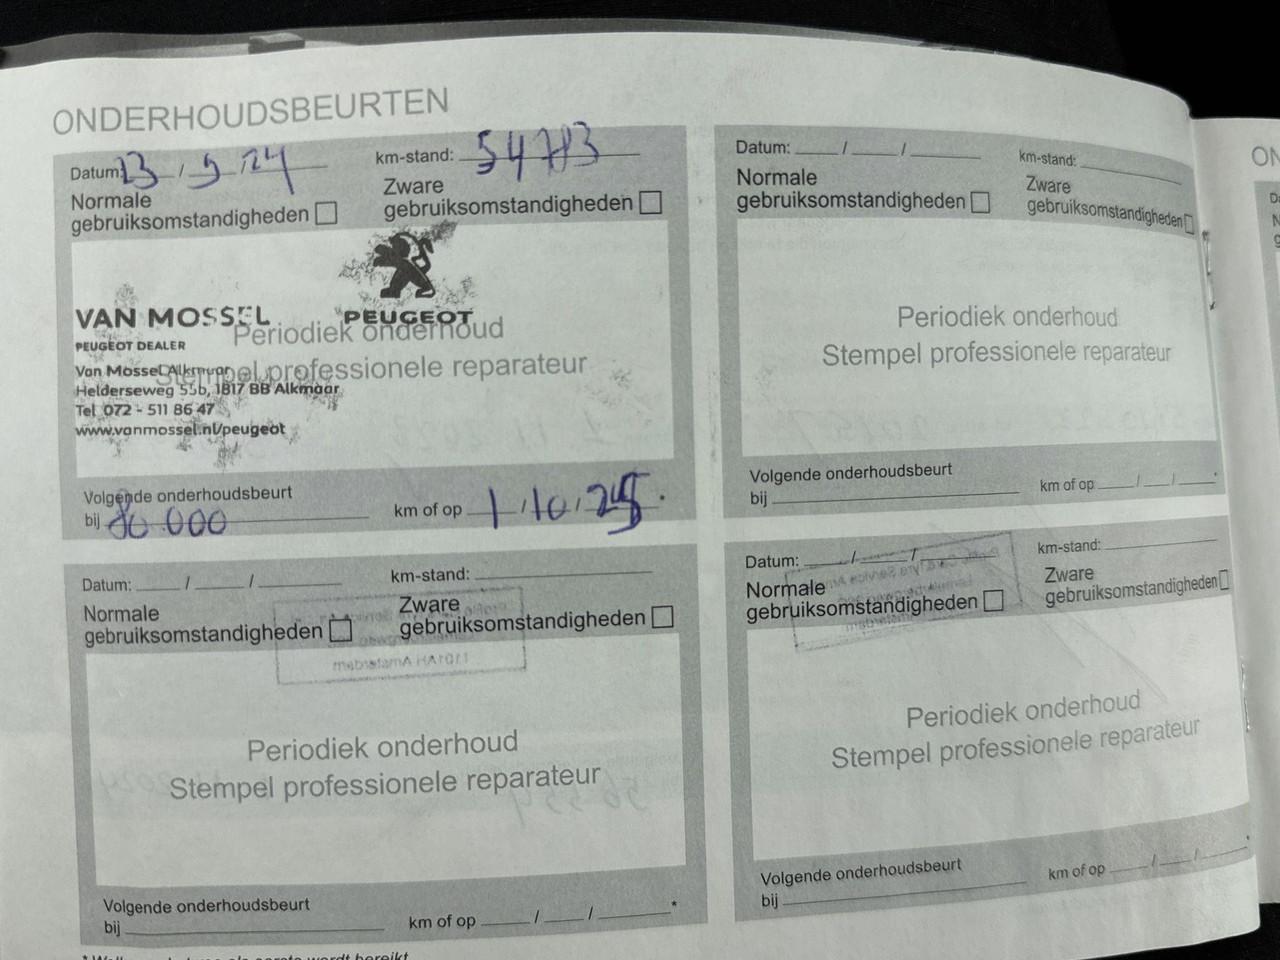 ONDERHOUDSBEURTEN
Datum: 23 / 9 / 24 km-stand: 54783
Normale gebruiksomstandigheden
Zware gebruiksomstandigheden
PEUGEOT
VAN MOSSEL
PEUGEOT DEALER
Periodiek onderhoud
Stempel professionele reparateur
Van Mossel Alkmaar
Helderseweg 55b, 1817 BB Alkmaar
Tel 072 - 511 86 47
www.vanmossel.nl/peugeot
Volgende onderhoudsbeurt
bij 80 000 km of op 1 / 10 / 25 .
Datum: / / km-stand:
Normale gebruiksomstandigheden
Zware gebruiksomstandigheden
Periodiek onderhoud
Stempel professionele reparateur
Volgende onderhoudsbeurt
bij km of op / / .
Datum: / / km-stand:
Normale gebruiksomstandigheden
Zware gebruiksomstandigheden
Periodiek onderhoud
Stempel professionele reparateur
Volgende onderhoudsbeurt
bij km of op / / *
Datum: / / km-stand:
Normale gebruiksomstandigheden
Zware gebruiksomstandigheden
Periodiek onderhoud
Stempel professionele reparateur
Volgende onderhoudsbeurt
bij km of op / / *
ON